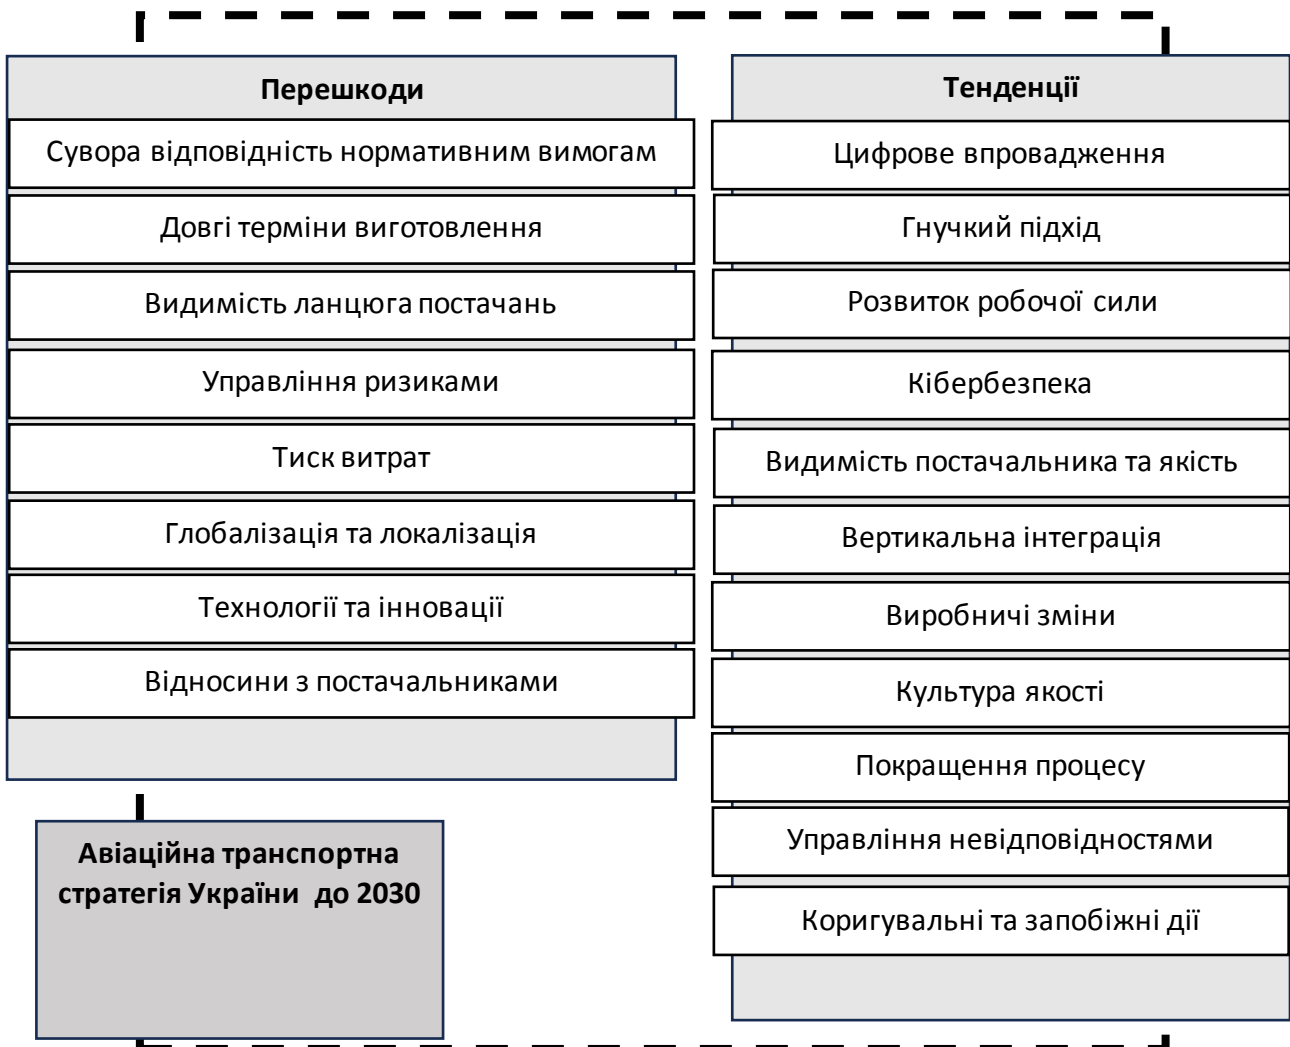 Перешкоди
Сувора відповідність нормативним вимогам
Довгі терміни виготовлення
Видимість ланцюга постачань
Управління ризиками
Тиск витрат
Глобалізація та локалізація
Технології та інновації
Відносини з постачальниками
Авіаційна транспортна
стратегія України до 2030
Тенденції
Цифрове впровадження
Гнучкий підхід
Розвиток робочої сили
Кібербезпека
Видимість постачальника та якість
Вертикальна інтеграція
Виробничі зміни
Культура якості
Покращення процесу
Управління невідповідностями
Коригувальні та запобіжні дії